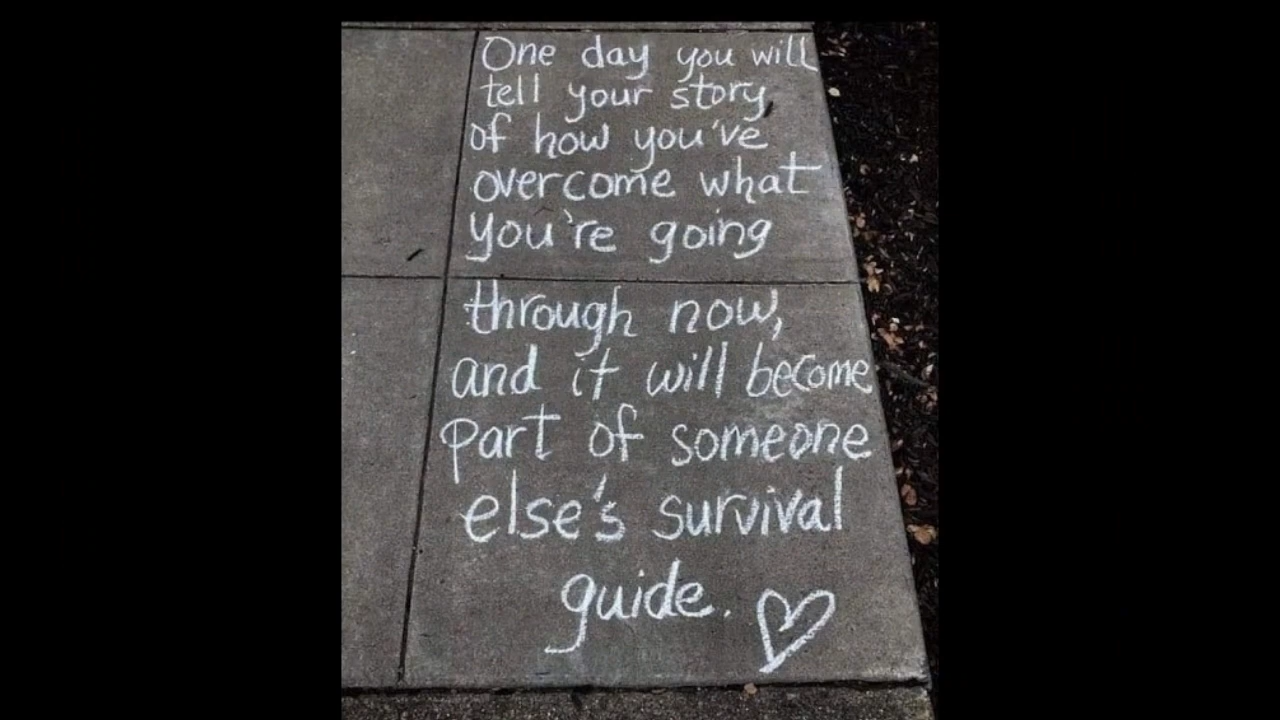 One day you will
tell your story
of how you've
overcome what
you're going
through now,
and it will become
part of someone
else's survival
guide.